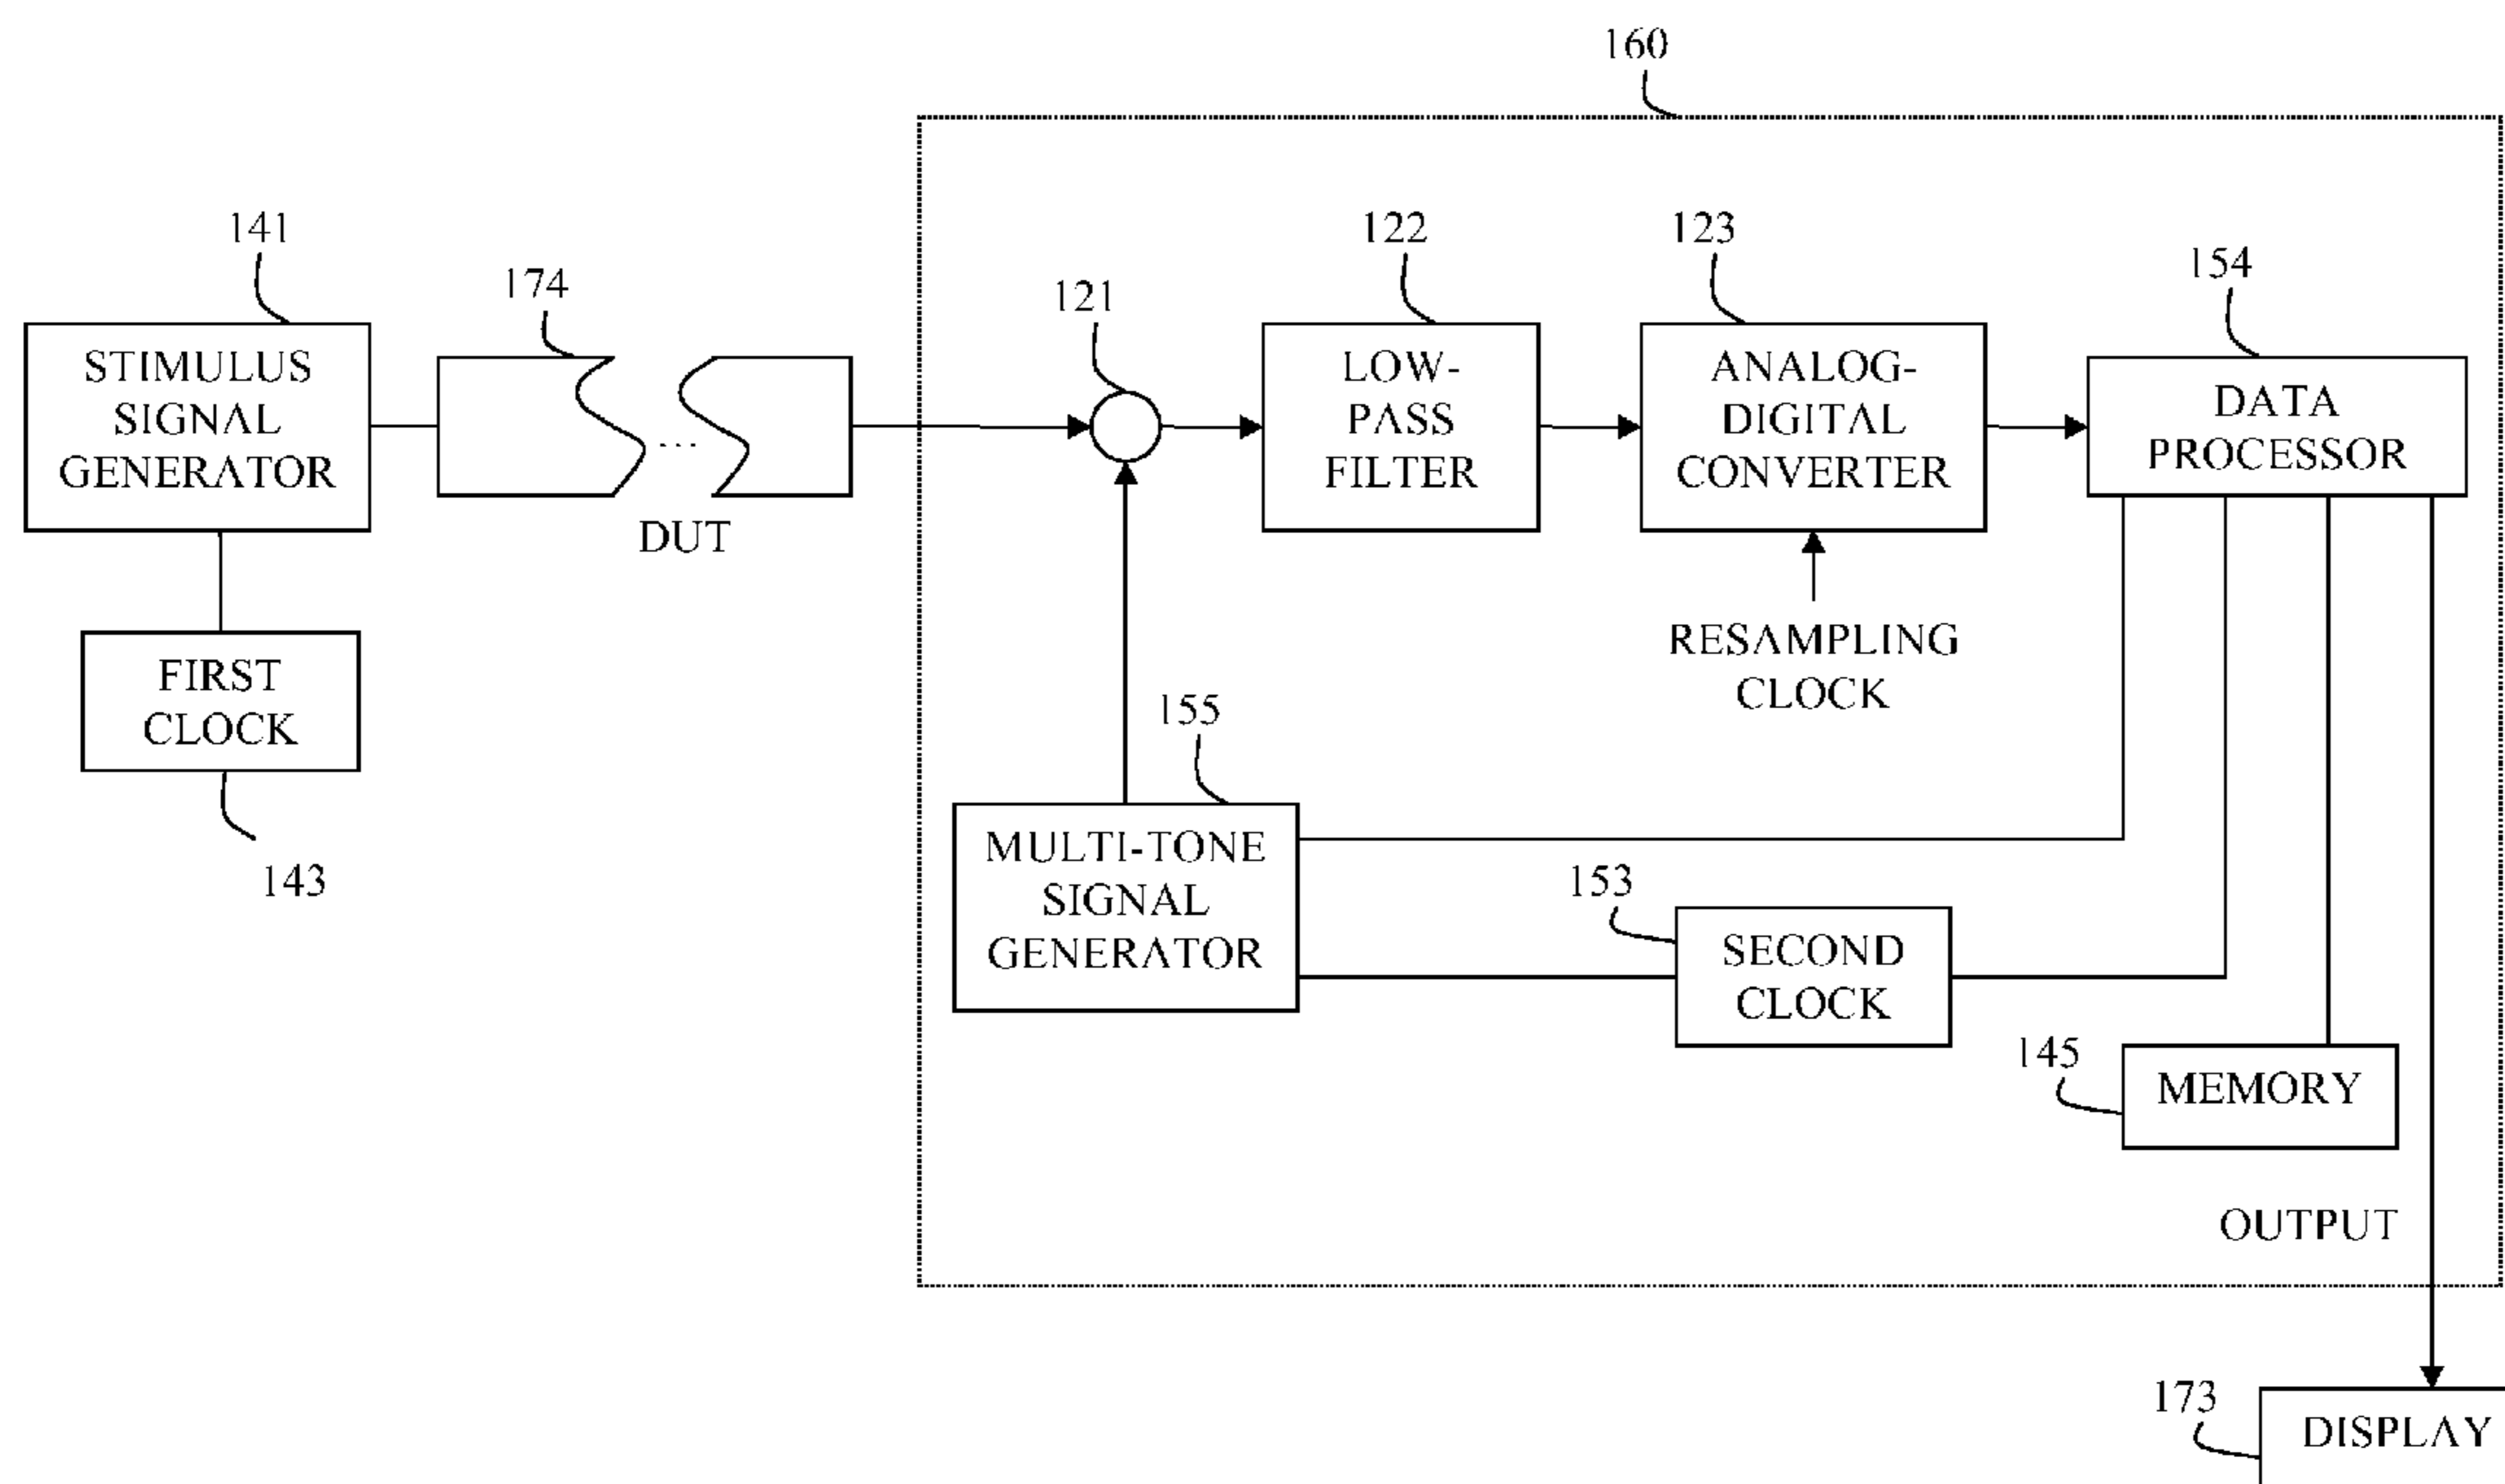 160
141
174
121
122
123
154
STIMULUS
SIGNAL
GENERATOR
DUT
LOW-
PASS
FILTER
ANALOG-
DIGITAL
CONVERTER
DATA
PROCESSOR
RESAMPLING
CLOCK
FIRST
CLOCK
143
155
MULTI-TONE
SIGNAL
GENERATOR
153
SECOND
CLOCK
145
MEMORY
OUTPUT
173
DISPLAY